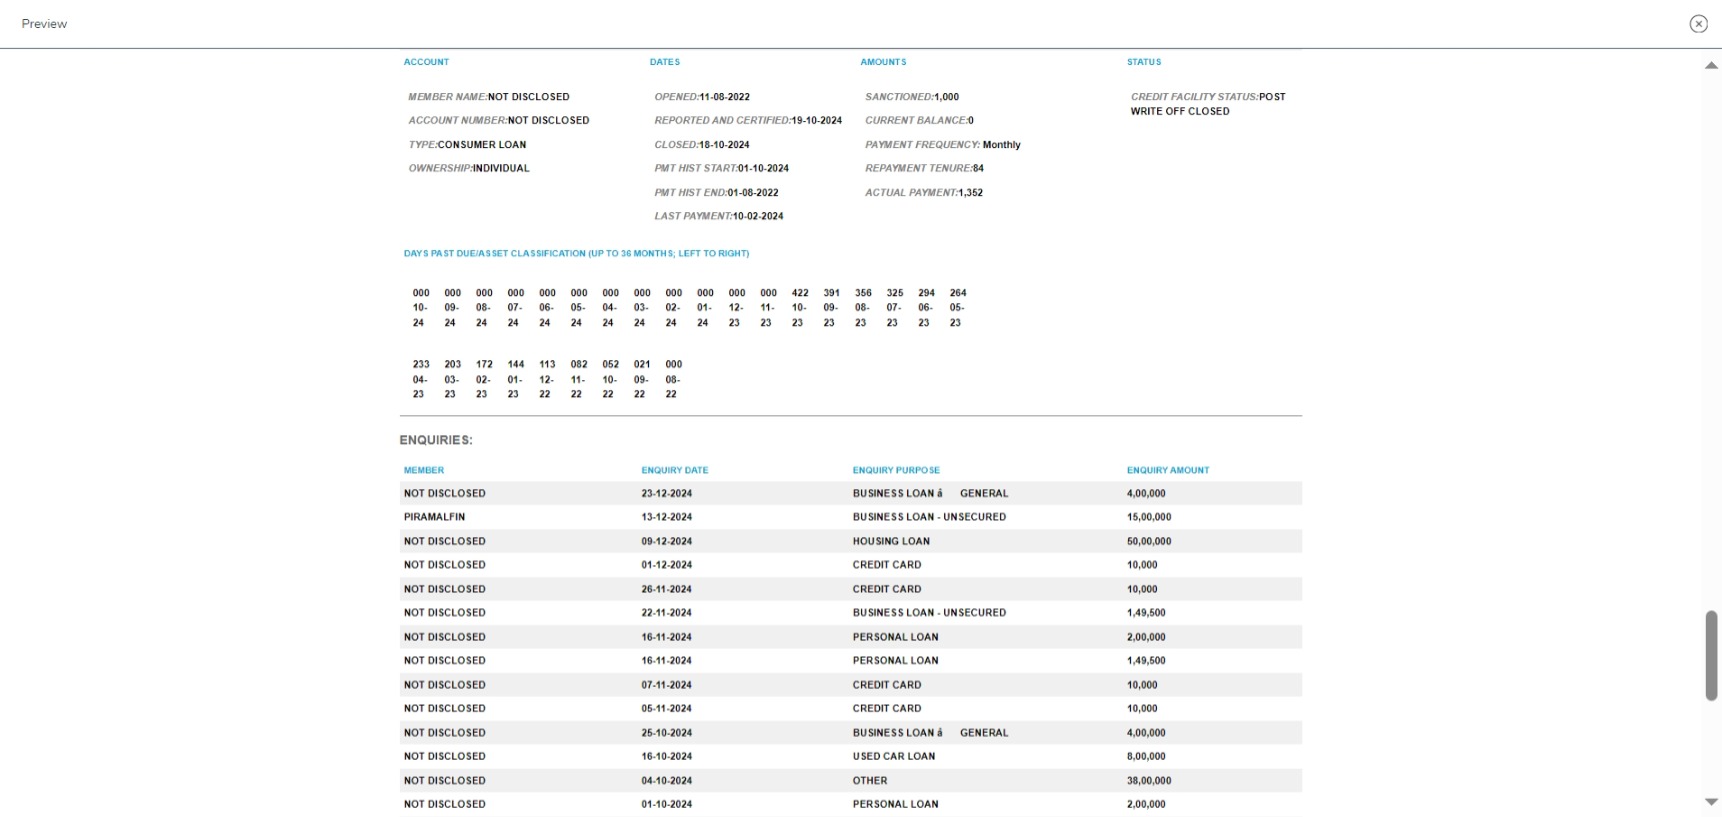 Preview
ACCOUNT DATES AMOUNTS STATUS
MEMBER NAME:NOT DISCLOSED OPENED:11-08-2022 SANCTIONED:1,000 CREDIT FACILITY STATUS:POST
WRITE OFF CLOSED
ACCOUNT NUMBER:NOT DISCLOSED REPORTED AND CERTIFIED:19-10-2024 CURRENT BALANCE:0
TYPE:CONSUMER LOAN CLOSED:18-10-2024 PAYMENT FREQUENCY: Monthly
OWNERSHIP:INDIVIDUAL PMT HIST START:01-10-2024 REPAYMENT TENURE:84
PMT HIST END:01-08-2022 ACTUAL PAYMENT:1,352
LAST PAYMENT:10-02-2024
DAYS PAST DUE/ASSET CLASSIFICATION (UP TO 36 MONTHS; LEFT TO RIGHT)
000 000 000 000 000 000 000 000 000 000 000 000 422 391 356 325 294 264
10- 09- 08- 07- 06- 05- 04- 03- 02- 01- 12- 11- 10- 09- 08- 07- 06- 05-
24 24 24 24 24 24 24 24 24 24 23 23 23 23 23 23 23 23
233 203 172 144 113 082 052 021 000
04- 03- 02- 01- 12- 11- 10- 09- 08-
23 23 23 23 22 22 22 22 22
ENQUIRIES:
MEMBER ENQUIRY DATE ENQUIRY PURPOSE ENQUIRY AMOUNT
NOT DISCLOSED 23-12-2024 BUSINESS LOAN â GENERAL 4,00,000
PIRAMALFIN 13-12-2024 BUSINESS LOAN - UNSECURED 15,00,000
NOT DISCLOSED 09-12-2024 HOUSING LOAN 50,00,000
NOT DISCLOSED 01-12-2024 CREDIT CARD 10,000
NOT DISCLOSED 26-11-2024 CREDIT CARD 10,000
NOT DISCLOSED 22-11-2024 BUSINESS LOAN - UNSECURED 1,49,500
NOT DISCLOSED 16-11-2024 PERSONAL LOAN 2,00,000
NOT DISCLOSED 16-11-2024 PERSONAL LOAN 1,49,500
NOT DISCLOSED 07-11-2024 CREDIT CARD 10,000
NOT DISCLOSED 05-11-2024 CREDIT CARD 10,000
NOT DISCLOSED 25-10-2024 BUSINESS LOAN â GENERAL 4,00,000
NOT DISCLOSED 16-10-2024 USED CAR LOAN 8,00,000
NOT DISCLOSED 04-10-2024 OTHER 38,00,000
NOT DISCLOSED 01-10-2024 PERSONAL LOAN 2,00,000